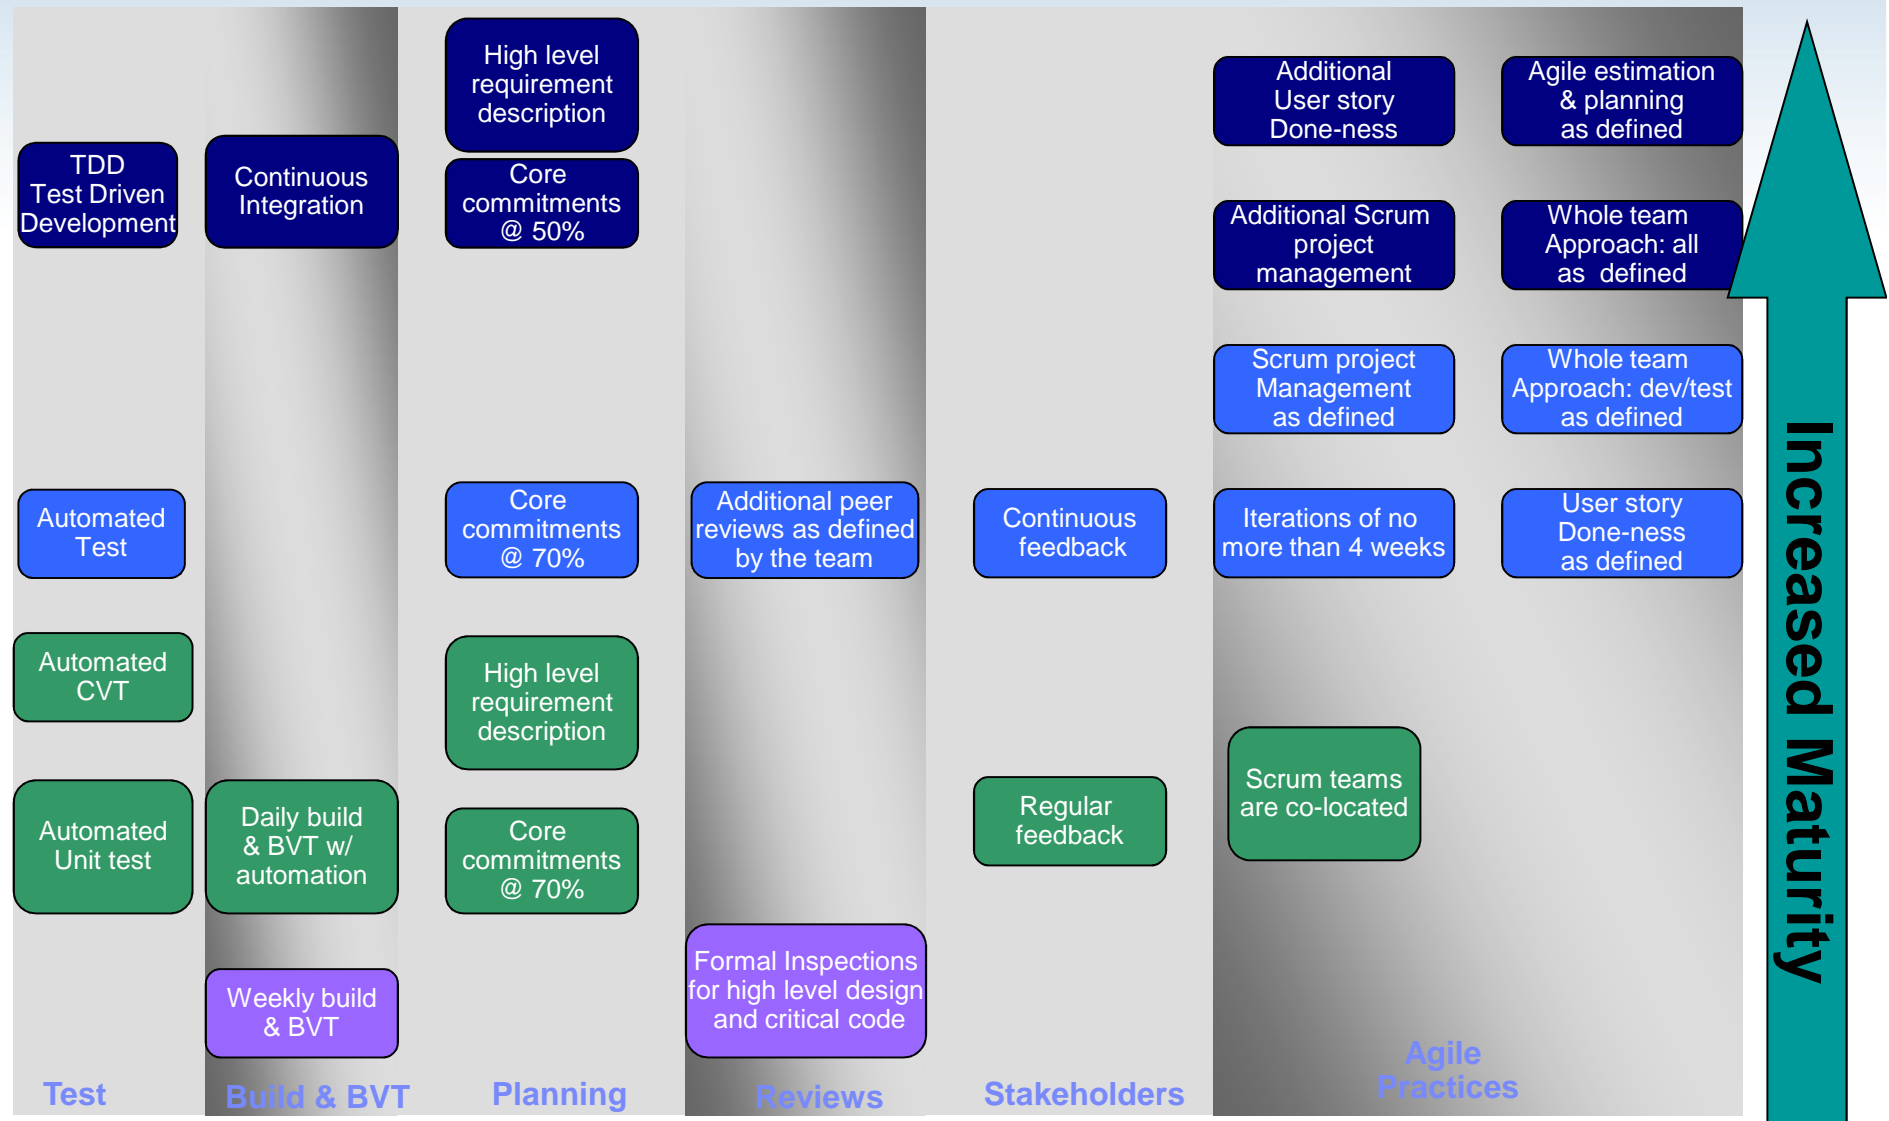 High level
requirement
description
Additional
User story
Done-ness
Agile estimation
& planning
as defined
TDD
Test Driven
Development
Continuous
Integration
Core
commitments
@ 50%
Additional Scrum
project
management
Whole team
Approach: all
as defined
Scrum project
Management
as defined
Whole team
Approach: dev/test
as defined
Automated
Test
Core
commitments
@ 70%
Additional peer
reviews as defined
by the team
Continuous
feedback
Iterations of no
more than 4 weeks
User story
Done-ness
as defined
Automated
CVT
High level
requirement
description
Automated
Unit test
Daily build
& BVT w/
automation
Core
commitments
@ 70%
Regular
feedback
Scrum teams
are co-located
Weekly build
& BVT
Formal Inspections
for high level design
and critical code
Test
Build & BVT
Planning
Reviews
Stakeholders
Agile
Practices
Increased Maturity